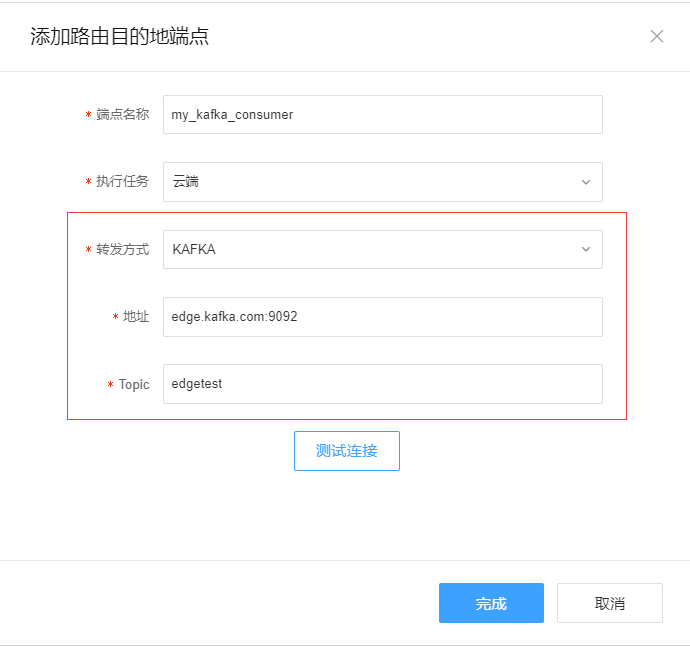 添加路由目的地端点
* 端点名称 my_kafka_consumer
* 执行任务 云端
* 转发方式 KAFKA
* 地址 edge.kafka.com:9092
* Topic edgetest
测试连接
完成 取消